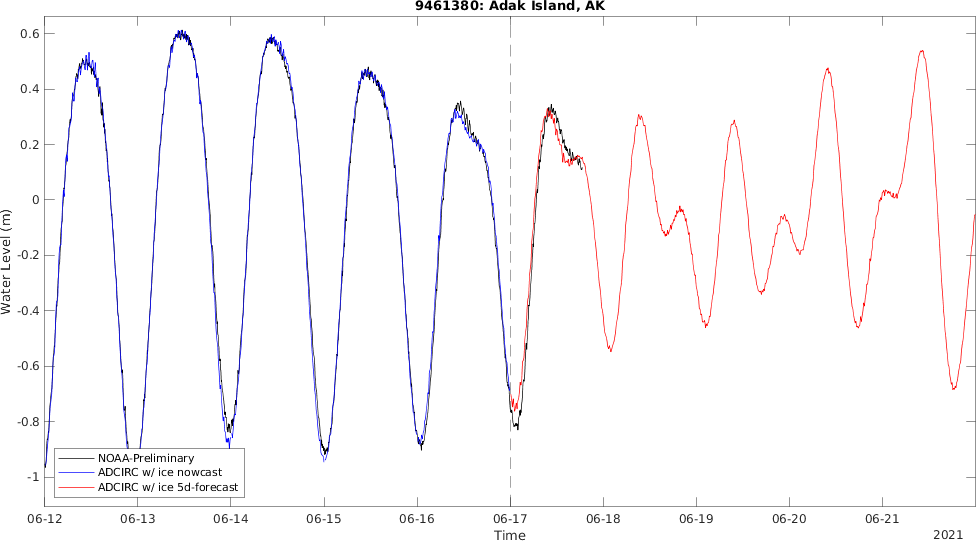 9461380: Adak Island, AK
0.6
0.4
0.2
0
-0.2
-0.4
-0.6
-0.8
-1
Water Level (m)
NOAA-Preliminary
ADCIRC w/ ice nowcast
ADCIRC w/ ice 5d-forecast
06-12 06-13 06-14 06-15 06-16 06-17 06-18 06-19 06-20 06-21
Time
2021